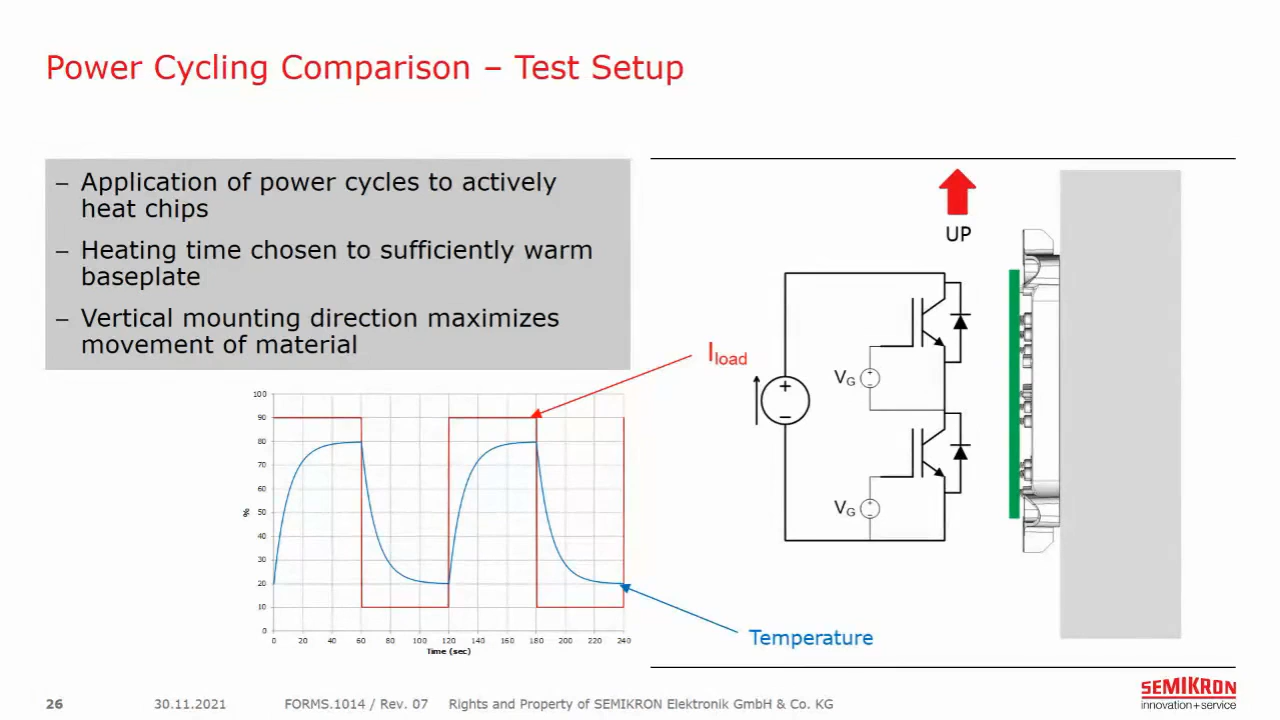 Power Cycling Comparison – Test Setup
– Application of power cycles to actively
heat chips
– Heating time chosen to sufficiently warm
baseplate
– Vertical mounting direction maximizes
movement of material
UP
Iload
VG
VG
+
–
100
90
80
70
60
50
40
30
20
10
0
%
0 20 40 60 80 100 120 140 160 180 200 220 240
Time (sec)
Temperature
26 30.11.2021 FORMS.1014 / Rev. 07 Rights and Property of SEMIKRON Elektronik GmbH & Co. KG
SEMIKRON
innovation+service